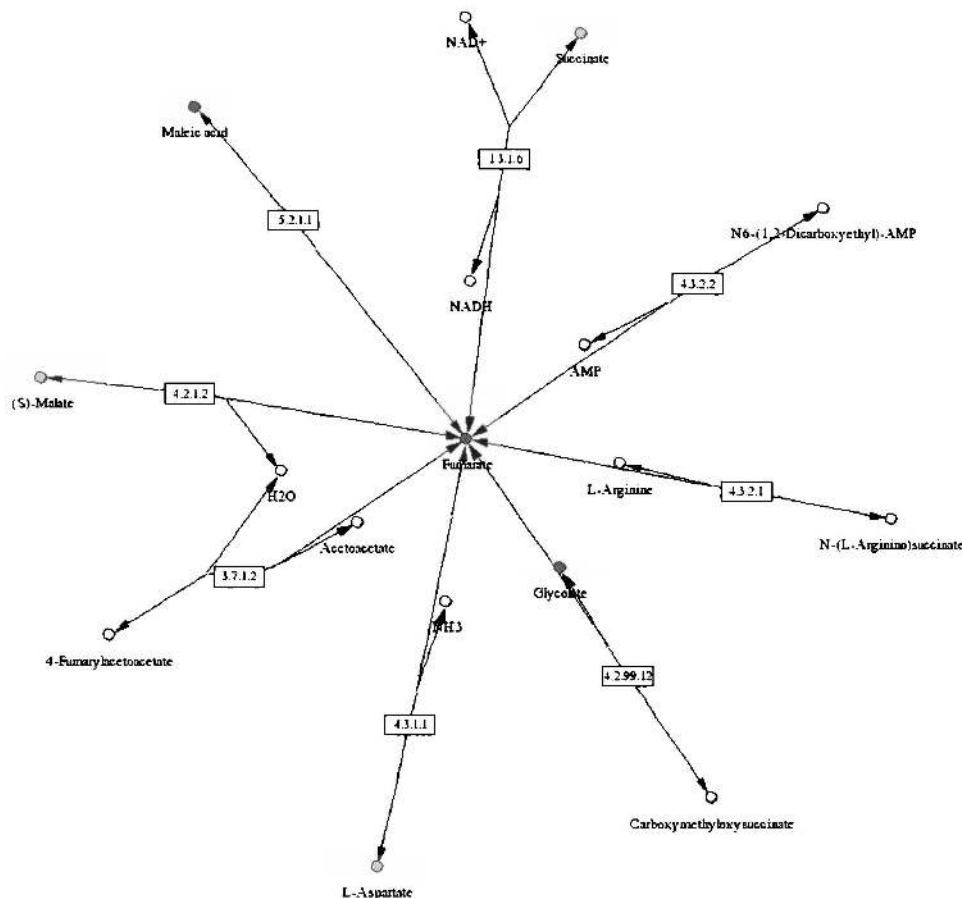 NAD+
Succinate
Maleic acid
1.3.1.6
5.2.1.1
N6-(1,2-Dicarboxyethyl)-AMP
4.3.2.2
NADH
AMP
4.2.1.2
(S)-Malate
Fumarate
L-Arginine
4.3.2.1
H2O
N-(L-Arginino)succinate
Acetoacetate
3.7.1.2
Glycolate
NH3
4-Fumarylacetoacetate
4.2.99.12
4.3.1.1
Carboxymethyloxysuccinate
L-Aspartate